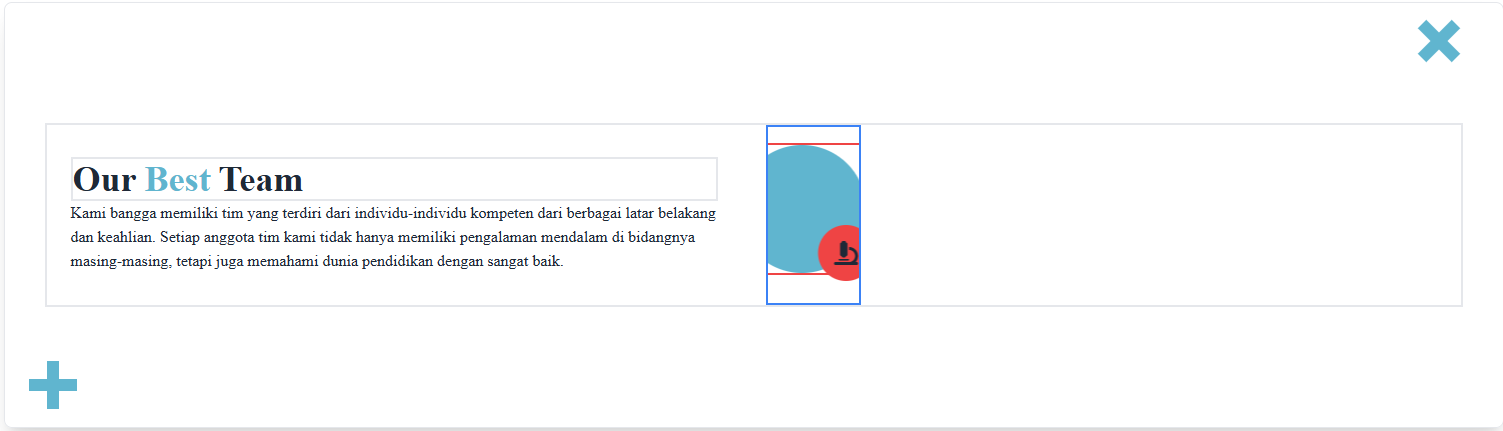 Our Best Team
Kami bangga memiliki tim yang terdiri dari individu-individu kompeten dari berbagai latar belakang
dan keahlian. Setiap anggota tim kami tidak hanya memiliki pengalaman mendalam di bidangnya
masing-masing, tetapi juga memahami dunia pendidikan dengan sangat baik.